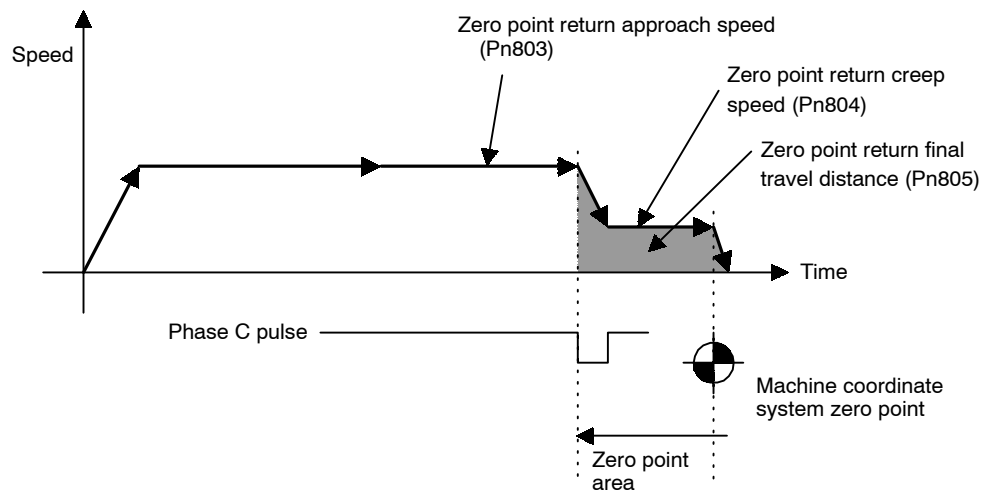 Zero point return approach speed
(Pn803)
Speed
Zero point return creep
speed (Pn804)
Zero point return final
travel distance (Pn805)
Time
Phase C pulse
Machine coordinate
system zero point
Zero point
area